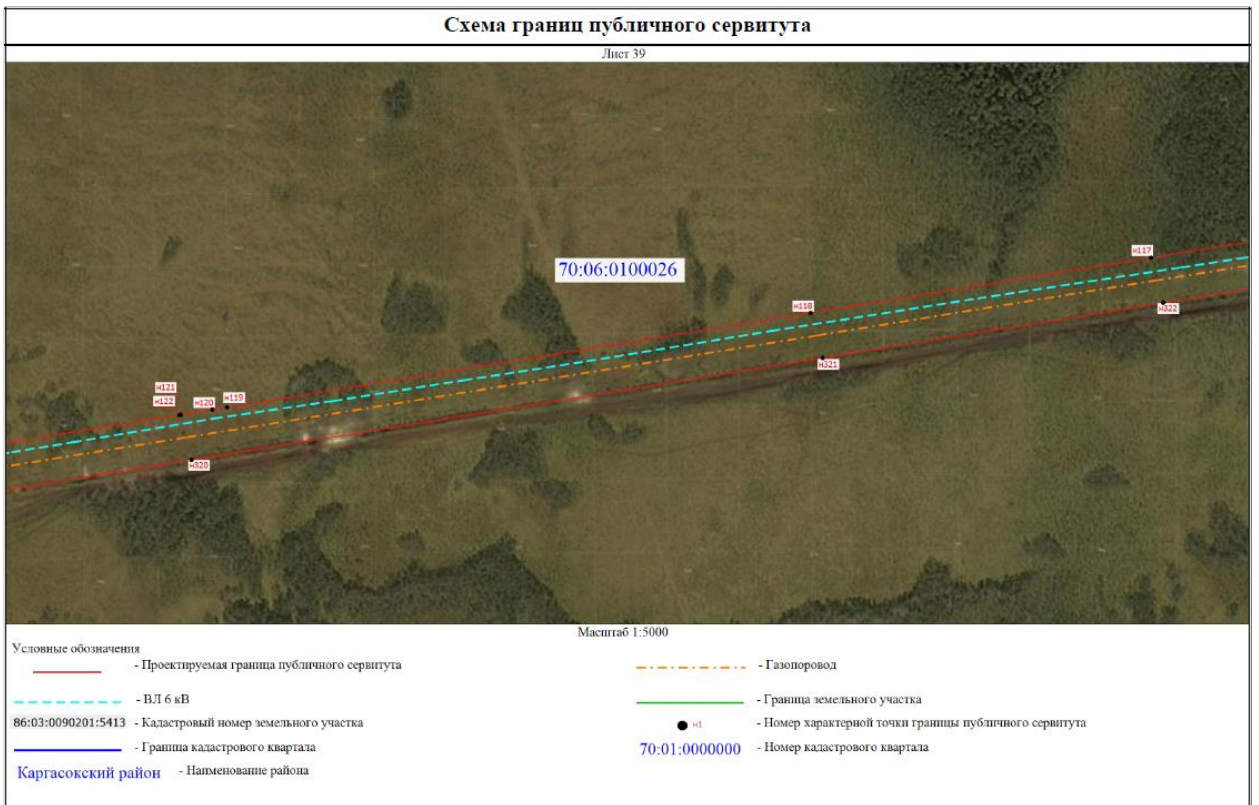 Схема границ публичного сервитута
Лист 39
н117
70:06:0100026
н118
н322
н321
н121
н122
н120
н119
н320
Масштаб 1:5000
Условные обозначения
- Проектируемая граница публичного сервитута
- Газопоровод
- ВЛ 6 кВ
- Граница земельного участка
86:03:0090201:5413 - Кадастровый номер земельного участка
н1 - Номер характерной точки границы публичного сервитута
- Граница кадастрового квартала
70:01:0000000 - Номер кадастрового квартала
Каргасокский район - Наименование района